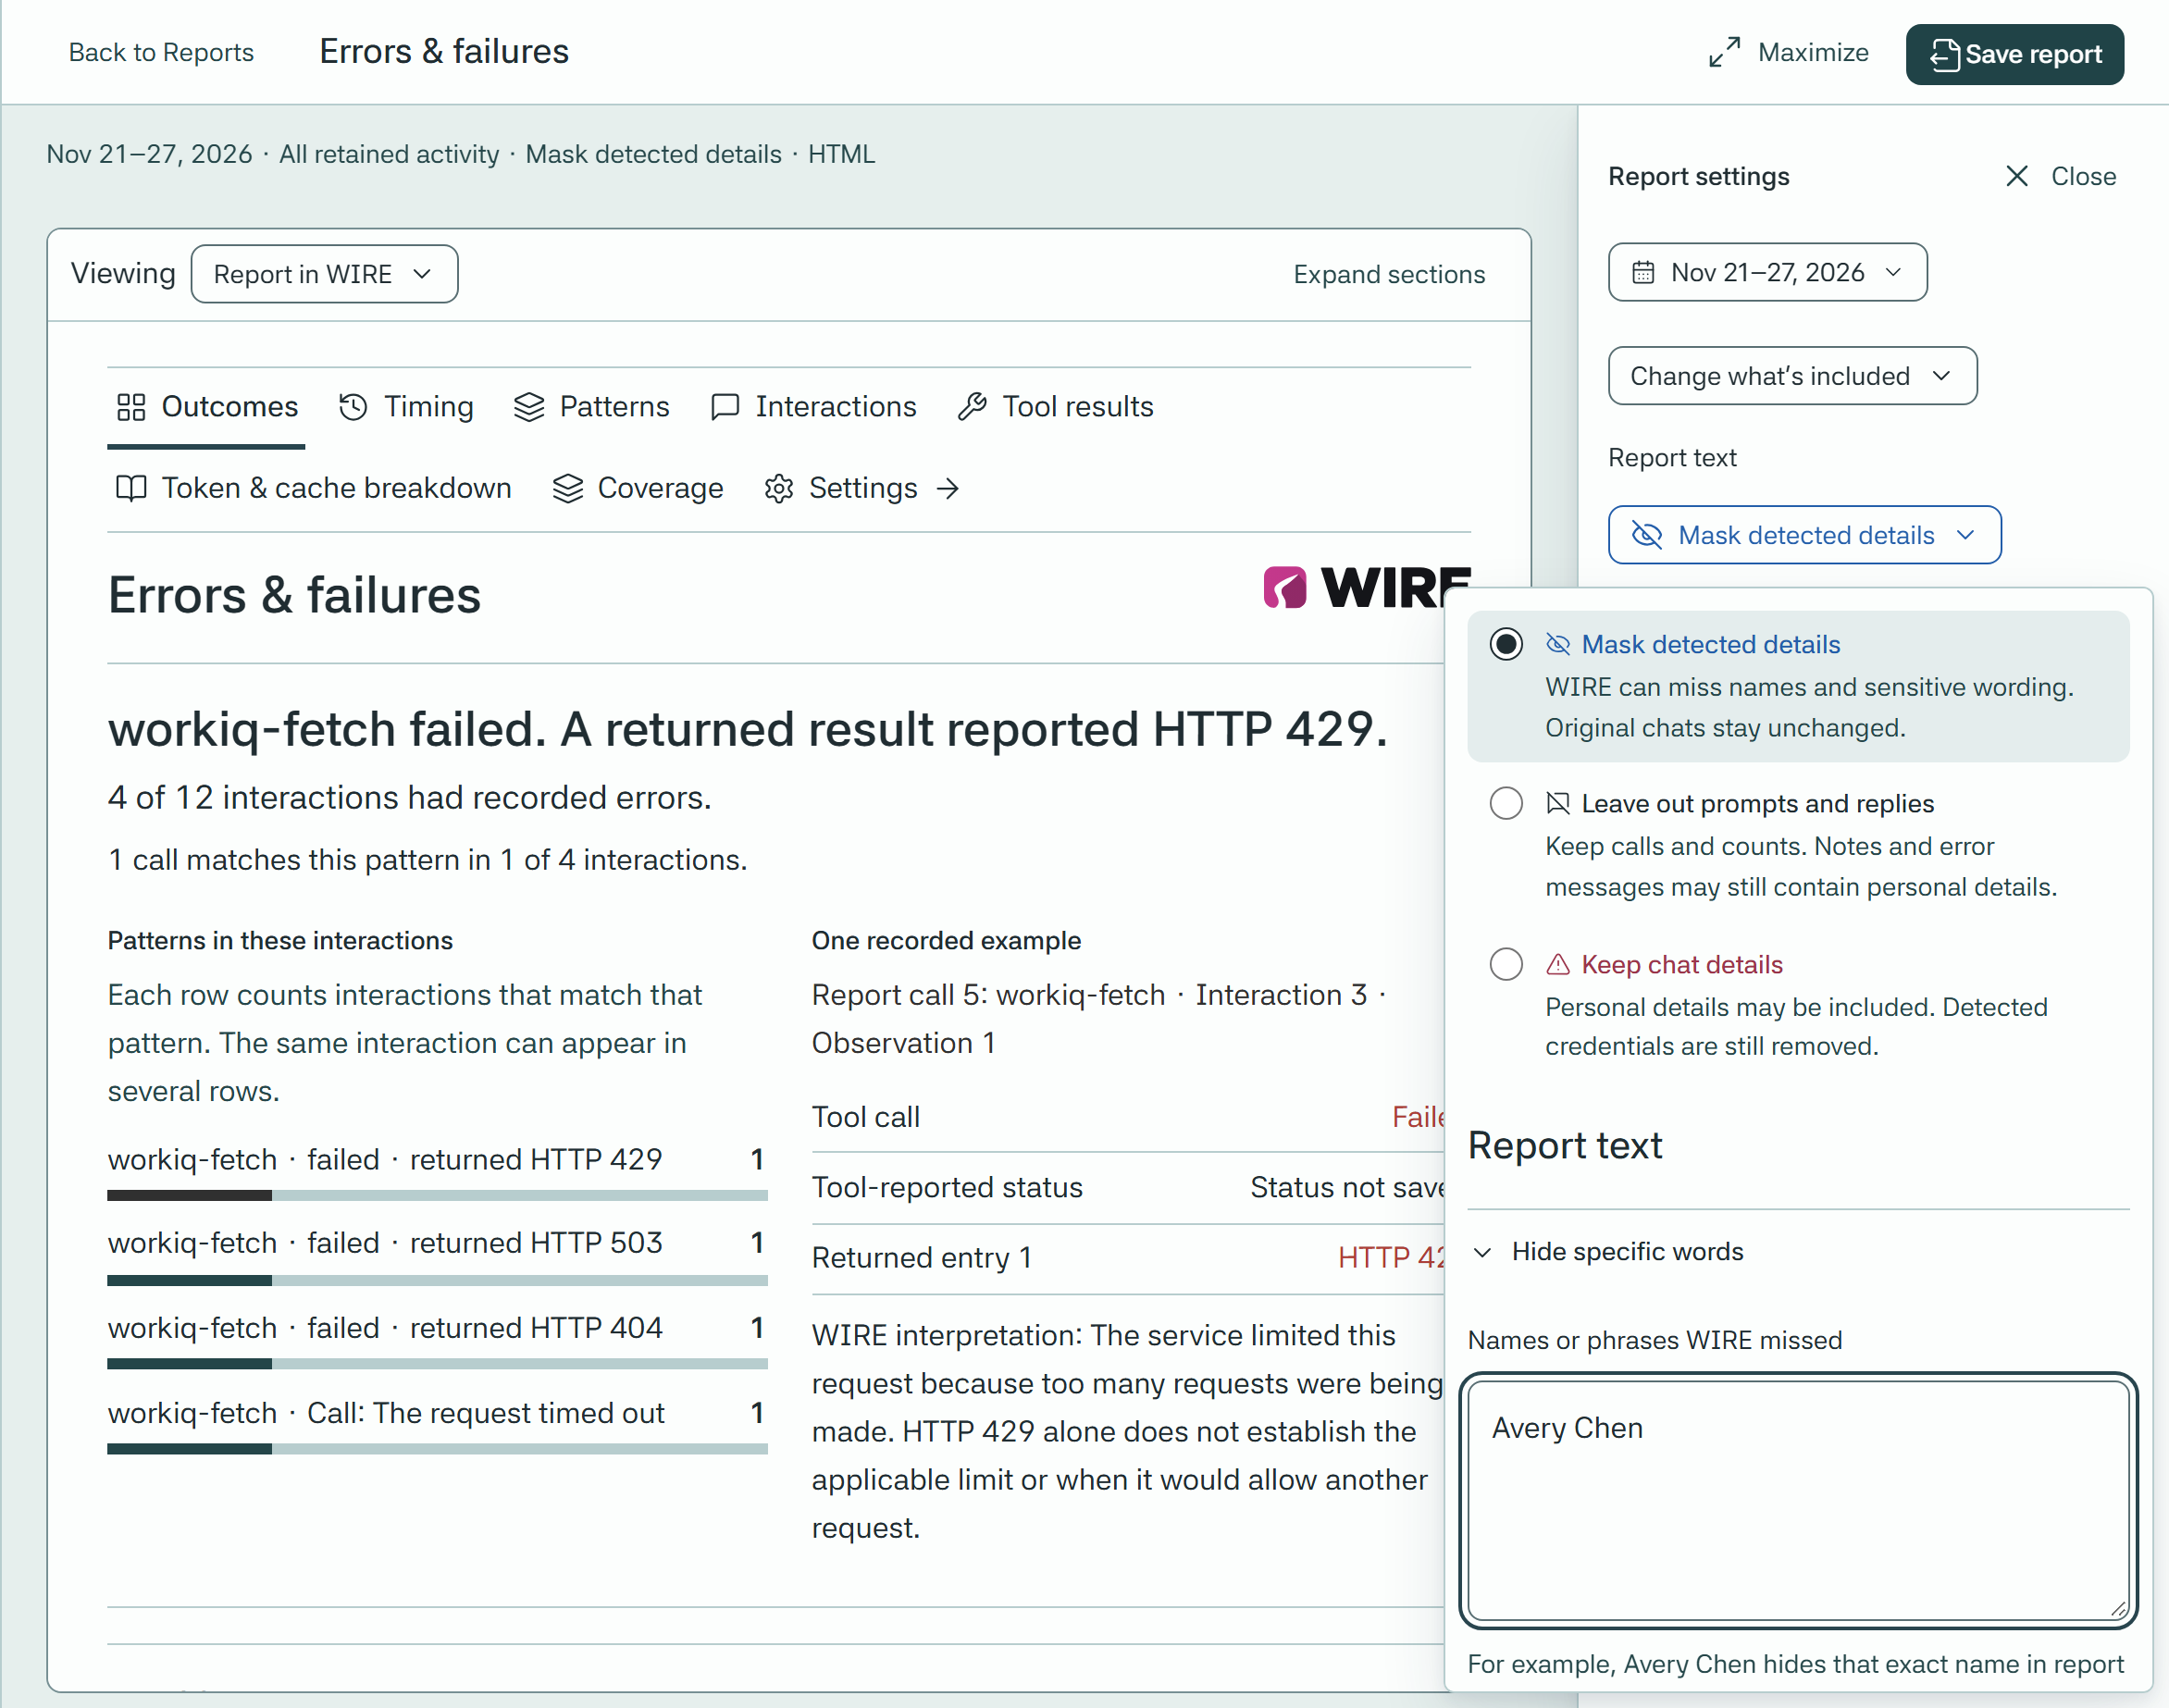 Back to Reports
Errors & failures
Maximize
Save report
Nov 21–27, 2026 · All retained activity · Mask detected details · HTML
Viewing
Report in WIRE
Expand sections
Outcomes
Timing
Patterns
Interactions
Tool results
Token & cache breakdown
Coverage
Settings
Errors & failures
WIRE
workiq-fetch failed. A returned result reported HTTP 429.
4 of 12 interactions had recorded errors.
1 call matches this pattern in 1 of 4 interactions.
Patterns in these interactions
Each row counts interactions that match that
pattern. The same interaction can appear in
several rows.
workiq-fetch · failed · returned HTTP 429 1
workiq-fetch · failed · returned HTTP 503 1
workiq-fetch · failed · returned HTTP 404 1
workiq-fetch · Call: The request timed out 1
One recorded example
Report call 5: workiq-fetch · Interaction 3 ·
Observation 1
Tool call
Tool-reported status Status not
Returned entry 1 HTTP
WIRE interpretation: The service limited this
request because too many requests were being
made. HTTP 429 alone does not establish the
applicable limit or when it would allow another
request.
Report settings
Close
Nov 21–27, 2026
Change what's included
Report text
Mask detected details
Mask detected details
WIRE can miss names and sensitive wording.
Original chats stay unchanged.
Leave out prompts and replies
Keep calls and counts. Notes and error
messages may still contain personal details.
Keep chat details
Personal details may be included. Detected
credentials are still removed.
Report text
Hide specific words
Names or phrases WIRE missed
Avery Chen
For example, Avery Chen hides that exact name in report